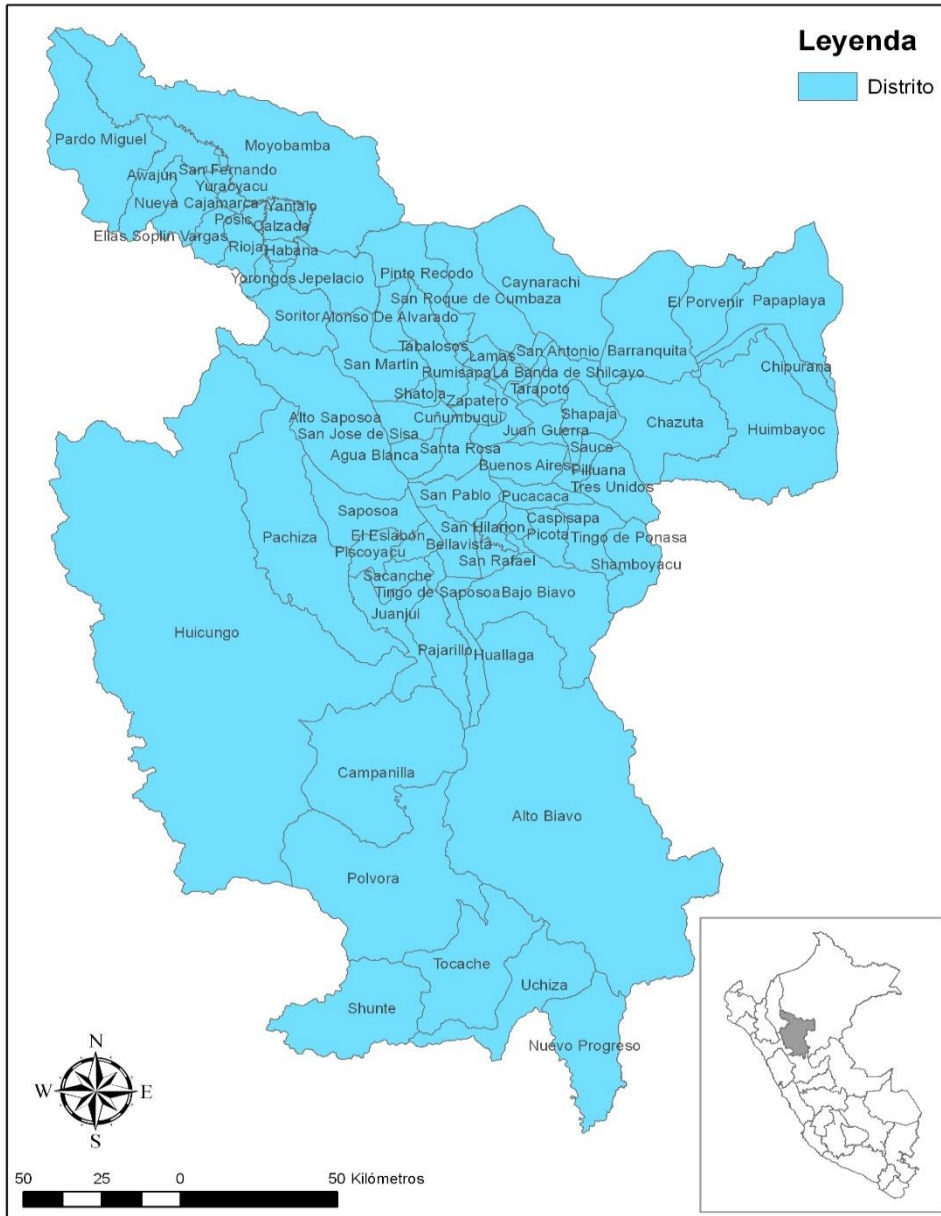 Leyenda
Distrito
Pardo Miguel
Moyobamba
Awajun
San Fernando
Yuracyacu
Nueva Cajamarca
Yantalo
Posic
Calzada
Elias Soplin Vargas
Rioja
Habana
Yorongos
Jepelacio
Pinto Recodo
Caynarachi
El Porvenir
Papaplaya
San Roque de Cumbaza
Soritor
Alonso De Alvarado
Tabalosos
Lamas
San Antonio
Barranquita
San Martin
Rumisapa
La Banda de Shilcayo
Chipurana
Shatoja
Zapatero
Tarapoto
Alto Saposoa
Cuñumbuqui
Shapaja
Chazuta
Huimbayoc
San Jose de Sisa
Juan Guerra
Agua Blanca
Santa Rosa
Sauce
Buenos Aires
Pilluana
Tres Unidos
San Pablo
Pucacaca
Saposoa
Caspisapa
Pachiza
El Eslabon
San Hilarion
Picota
Tingo de Ponasa
Piscoyacu
Bellavista
San Rafael
Shamboyacu
Sacanche
Tingo de Saposoa
Bajo Biavo
Juanjui
Huicungo
Pajarillo
Huallaga
Campanilla
Alto Biavo
Polvora
Tocache
Uchiza
Shunte
Nuevo Progreso
N
W
E
S
50
25
0
50 Kilómetros